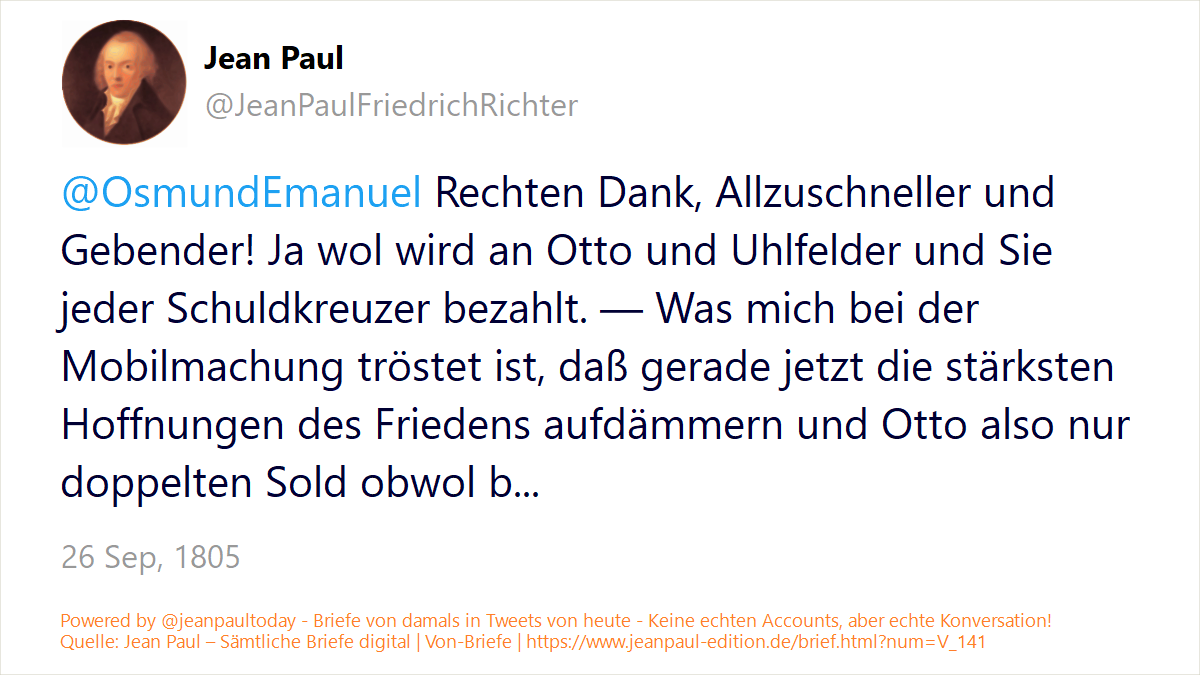 Jean Paul
@JeanPaulFriedrichRichter
@OsmundEmanuel Rechten Dank, Allzuschneller und
Gebender! Ja wol wird an Otto und Uhlfelder und Sie
jeder Schuldkreuzer bezahlt. — Was mich bei der
Mobilmachung tröstet ist, daß gerade jetzt die stärksten
Hoffnungen des Friedens aufdämmern und Otto also nur
doppelten Sold obwol b...
26 Sep, 1805
Powered by @jeanpaultoday - Briefe von damals in Tweets von heute - Keine echten Accounts, aber echte Konversation!
Quelle: Jean Paul – Sämtliche Briefe digital | Von-Briefe | https://www.jeanpaul-edition.de/brief.html?num=V_141